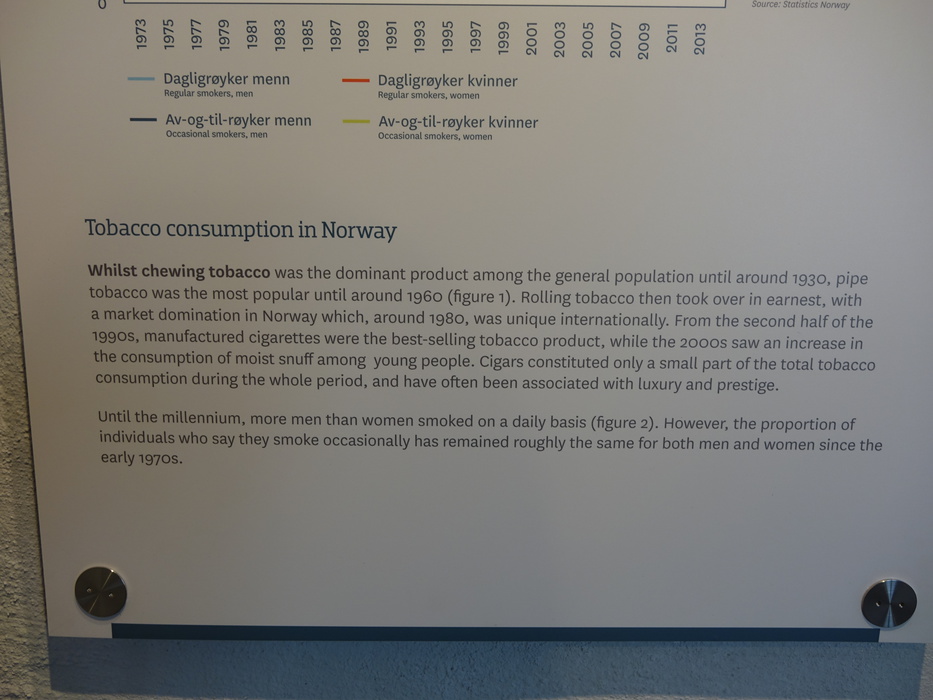 0
Source: Statistics Norway
1973 1975 1977 1979 1981 1983 1985 1987 1989 1991 1993 1995 1997 1999 2001 2003 2005 2007 2009 2011 2013
Dagligrøyker menn
Regular smokers, men
Dagligrøyker kvinner
Regular smokers, women
Av-og-til-røyker menn
Occasional smokers, men
Av-og-til-røyker kvinner
Occasional smokers, women
Tobacco consumption in Norway
Whilst chewing tobacco was the dominant product among the general population until around 1930, pipe
tobacco was the most popular until around 1960 (figure 1). Rolling tobacco then took over in earnest, with
a market domination in Norway which, around 1980, was unique internationally. From the second half of the
1990s, manufactured cigarettes were the best-selling tobacco product, while the 2000s saw an increase in
the consumption of moist snuff among young people. Cigars constituted only a small part of the total tobacco
consumption during the whole period, and have often been associated with luxury and prestige.
Until the millennium, more men than women smoked on a daily basis (figure 2). However, the proportion of
individuals who say they smoke occasionally has remained roughly the same for both men and women since the
early 1970s.